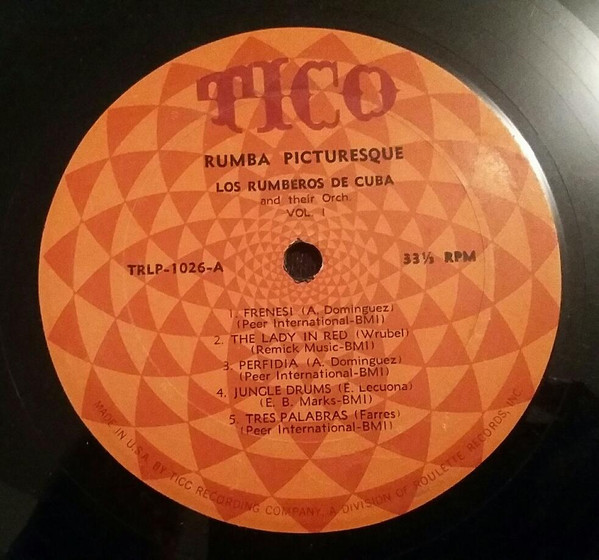 TICO
RUMBA PICTURESQUE
LOS RUMBEROS DE CUBA
and their Orch
VOL. I
TRLP-1026-A
33⅓ RPM
1. FRENESI (A. Dominguez)
(Peer International-BMI)
2. THE LADY IN RED (Wrubel)
(Remick Music-BMI)
3. PERFIDIA (A. Dominguez)
(Peer International-BMI)
4. JUNGLE DRUMS (E. Lecuona)
(E. B. Marks-BMI)
5. TRES PALABRAS (Farres)
(Peer International-BMI)
MADE IN U.S.A. BY TICO RECORDING COMPANY, A DIVISION OF ROULETTE RECORDS, INC.